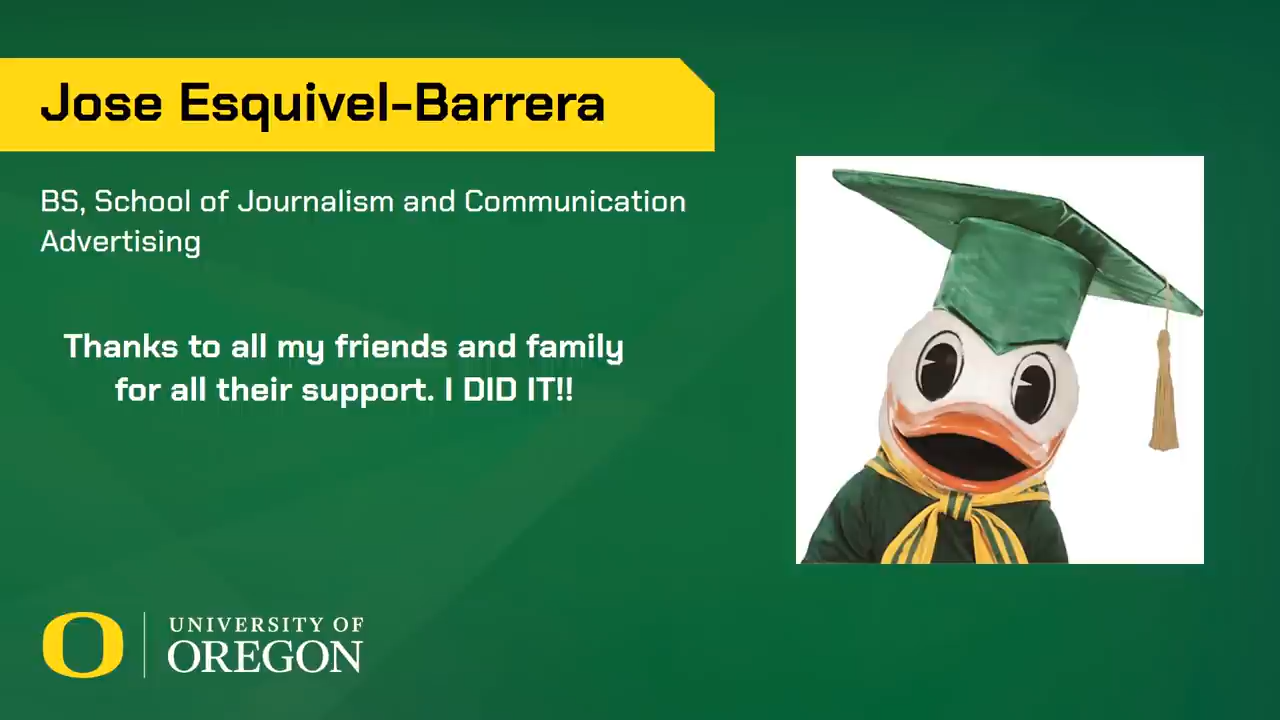 Jose Esquivel-Barrera
BS, School of Journalism and Communication
Advertising
Thanks to all my friends and family
for all their support. I DID IT!!
O
UNIVERSITY OF
OREGON